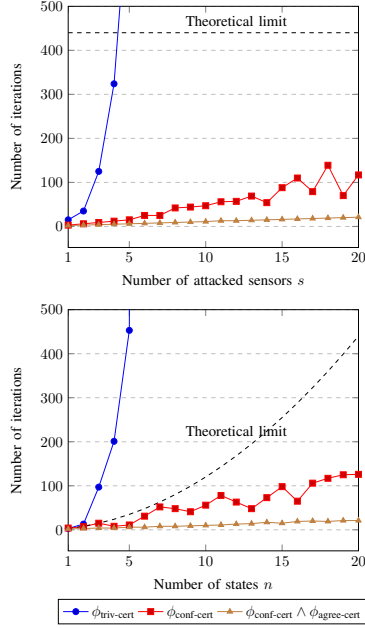 500
Theoretical limit
400
300
200
100
0
1 5 10 15 20
Number of iterations
Number of attacked sensors s
500
400
300
200
Theoretical limit
100
0
1 5 10 15 20
Number of iterations
Number of states n
ϕtriv-cert ϕconf-cert ϕconf-cert ∧ ϕagree-cert